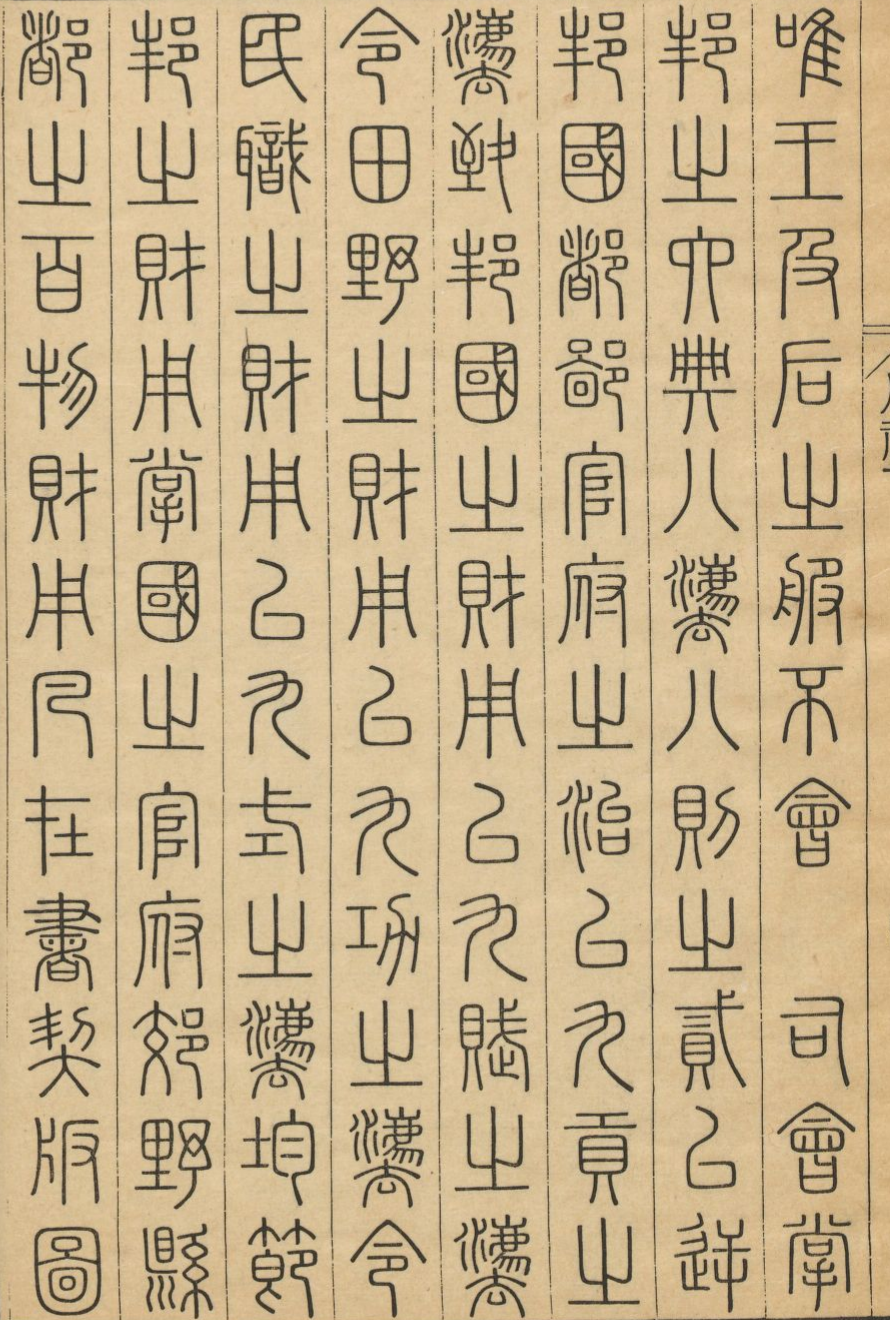 唯王及后之服不會　司會掌
邦之六典八灋八則之貳以逆
邦國都鄙官府之治以九貢之
灋致邦國之財用以九賦之灋
令田野之財用以九功之灋令
民職之財用以九式之灋均節
邦之財用掌國之官府郊野縣
都之百物財用凡在書契版圖